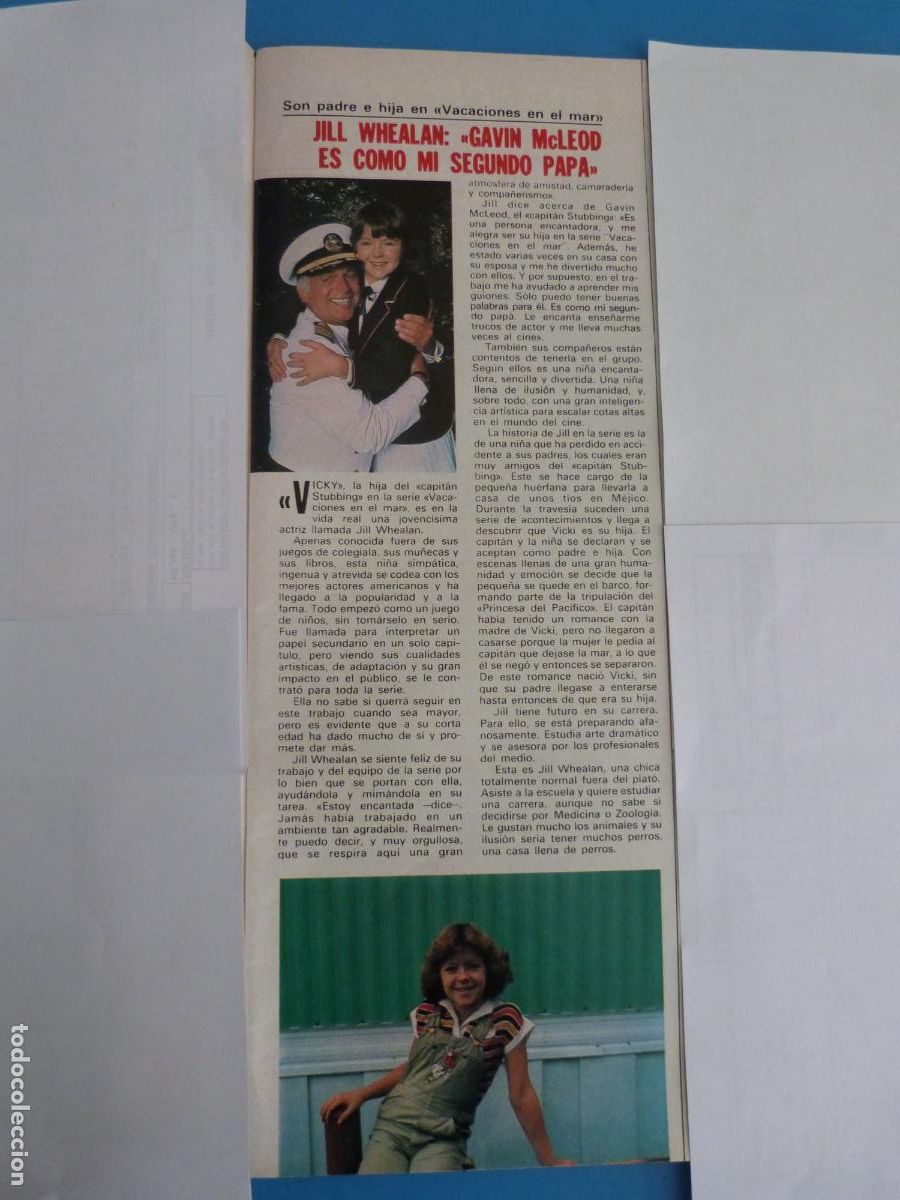 Son padre e hija en «Vacaciones en el mar»
JILL WHEALAN: «GAVIN McLEOD
ES COMO MI SEGUNDO PAPA»
«VICKY», la hija del «capitán
Stubbing» en la serie «Vaca-
ciones en el mar», es en la
vida real una jovencísima
actriz llamada Jill Whealan.
Apenas conocida fuera de sus
juegos de colegiala, sus muñecas y
sus libros, esta niña simpática,
ingenua y atrevida se codea con los
mejores actores americanos y ha
llegado a la popularidad y a la
fama. Todo empezó como un juego
de niños, sin tomárselo en serio.
Fue llamada para interpretar un
papel secundario en un solo capí-
tulo, pero viendo sus cualidades
artísticas, de adaptación y su gran
impacto en el público, se le con-
trató para toda la serie.
Ella no sabe si querrá seguir en
este trabajo cuando sea mayor,
pero es evidente que a su corta
edad ha dado mucho de sí y pro-
mete dar más.
Jill Whealan se siente feliz de su
trabajo y del equipo de la serie por
lo bien que se portan con ella,
ayudándola y mimándola en su
tarea. «Estoy encantada —dice—.
Jamás había trabajado en un
ambiente tan agradable. Realmen-
te puedo decir, y muy orgullosa,
que se respira aquí una gran
atmósfera de amistad, camaradería
y compañerismo».
Jill dice acerca de Gavin
McLeod, el «capitán Stubbing»: «Es
una persona encantadora, y me
alegra ser su hija en la serie "Vaca-
ciones en el mar". Además, he
estado varias veces en su casa con
su esposa y me he divertido mucho
con ellos. Y por supuesto, en el tra-
bajo me ha ayudado a aprender mis
guiones. Sólo puedo tener buenas
palabras para él. Es como mi segun-
do papá. Le encanta enseñarme
trucos de actor y me lleva muchas
veces al cine».
También sus compañeros están
contentos de tenerla en el grupo.
Según ellos es una niña encanta-
dora, sencilla y divertida. Una niña
llena de ilusión y humanidad, y,
sobre todo, con una gran inteligen-
cia artística para escalar cotas altas
en el mundo del cine.
La historia de Jill en la serie es la
de una niña que ha perdido en acci-
dente a sus padres, los cuales eran
muy amigos del «capitán Stub-
bing». Este se hace cargo de la
pequeña huérfana para llevarla a
casa de unos tíos en Méjico.
Durante la travesía suceden una
serie de acontecimientos y llega a
descubrir que Vicki es su hija. El
capitán y la niña se declaran y se
aceptan como padre e hija. Con
escenas llenas de una gran huma-
nidad y emoción se decide que la
pequeña se quede en el barco, for-
mando parte de la tripulación del
«Princesa del Pacífico». El capitán
había tenido un romance con la
madre de Vicki, pero no llegaron a
casarse porque la mujer le pedía al
capitán que dejase la mar, a lo que
él se negó y entonces se separaron.
De este romance nació Vicki, sin
que su padre llegase a enterarse
hasta entonces de que era su hija.
Jill tiene futuro en su carrera.
Para ello, se está preparando afa-
nosamente. Estudia arte dramático
y se asesora por los profesionales
del medio.
Esta es Jill Whealan, una chica
totalmente normal fuera del plató.
Asiste a la escuela y quiere estudiar
una carrera, aunque no sabe si
decidirse por Medicina o Zoología.
Le gustan mucho los animales y su
ilusión sería tener muchos perros,
una casa llena de perros.
todocoleccion